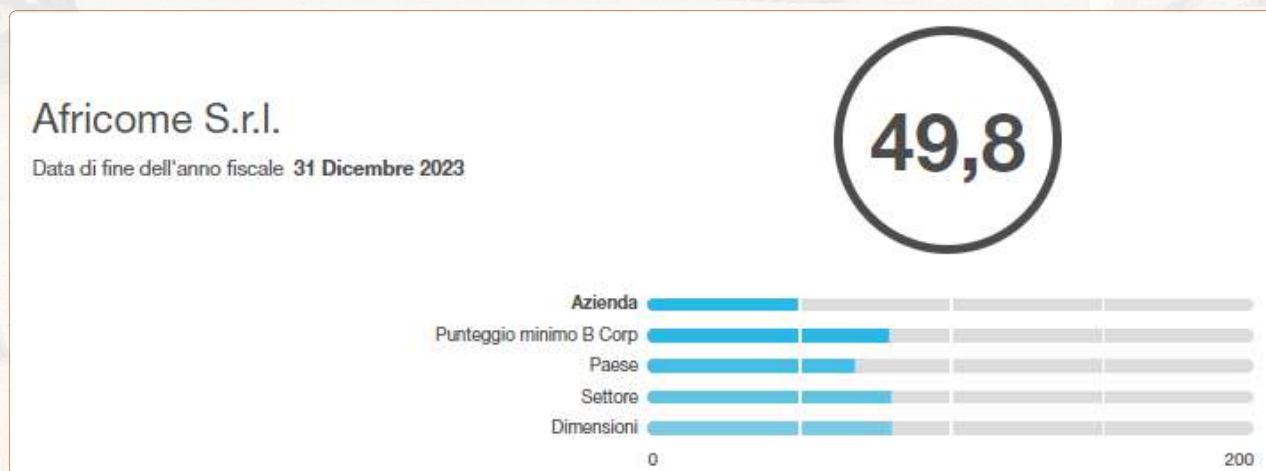 Africome S.r.l.
Data di fine dell'anno fiscale 31 Dicembre 2023
49,8
Azienda
Punteggio minimo B Corp
Paese
Settore
Dimensioni
0 200